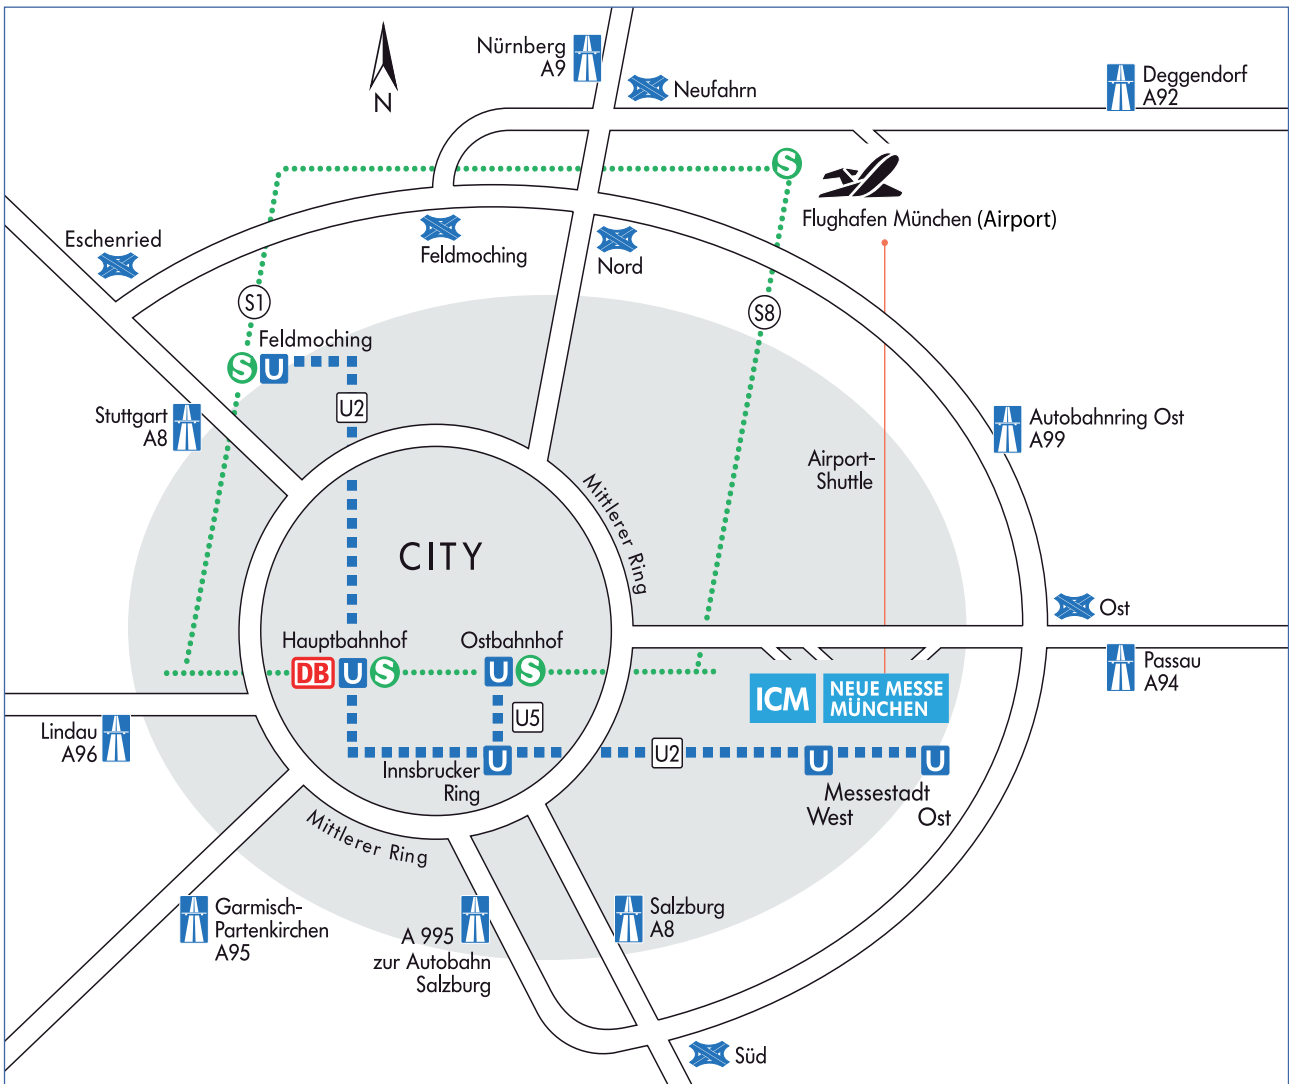 Nürnberg
A9
N
Neufahrn
Deggendorf
A92
S
Flughafen München (Airport)
Eschenried
Feldmoching
Nord
S1
S8
Feldmoching
S U
U2
Stuttgart
A8
Autobahnring Ost
A99
Airport-
Shuttle
Mittlerer Ring
CITY
Ost
Hauptbahnhof
DB U S
Ostbahnhof
U S
Passau
A94
ICM
NEUE MESSE
MÜNCHEN
U5
Lindau
A96
Innsbrucker
Ring
U
U2
U
U
Messestadt
West
Ost
Mittlerer Ring
Garmisch-
Partenkirchen
A95
A 995
zur Autobahn
Salzburg
Salzburg
A8
Süd